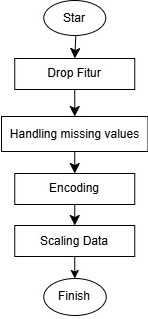 Star
Drop Fitur
Handling missing values
Encoding
Scaling Data
Finish